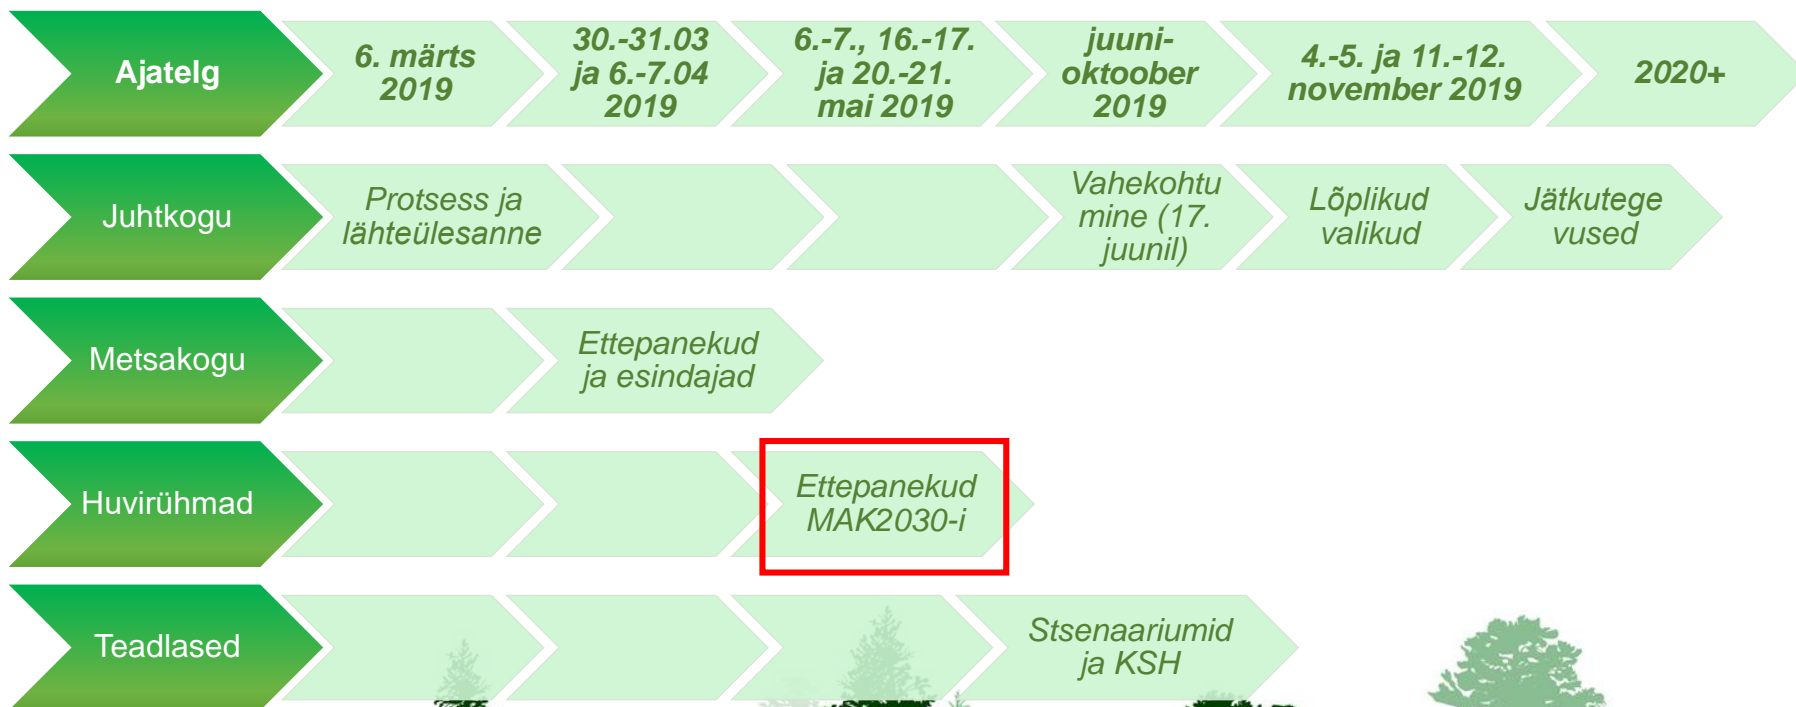 Ajatelg
6. märts
2019
30.-31.03
ja 6.-7.04
2019
6.-7., 16.-17.
ja 20.-21.
mai 2019
juuni-
oktoober
2019
4.-5. ja 11.-12.
november 2019
2020+
Juhtkogu
Protsess ja
lähteülesanne
Vahekohtu
mine (17.
juunil)
Lõplikud
valikud
Jätkutege
vused
Metsakogu
Ettepanekud
ja esindajad
Huvirühmad
Ettepanekud
MAK2030-i
Teadlased
Stsenaariumid
ja KSH